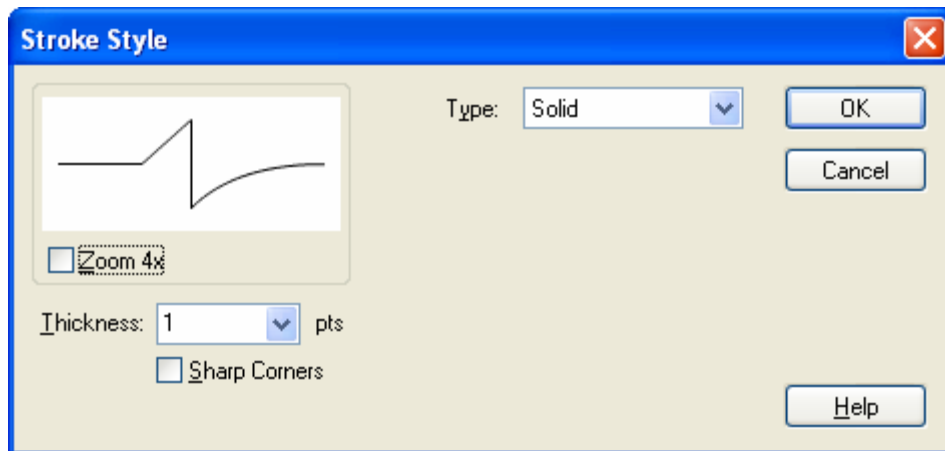 Stroke Style
Type: Solid
OK
Cancel
Zoom 4x
Thickness: 1 pts
Sharp Corners
Help